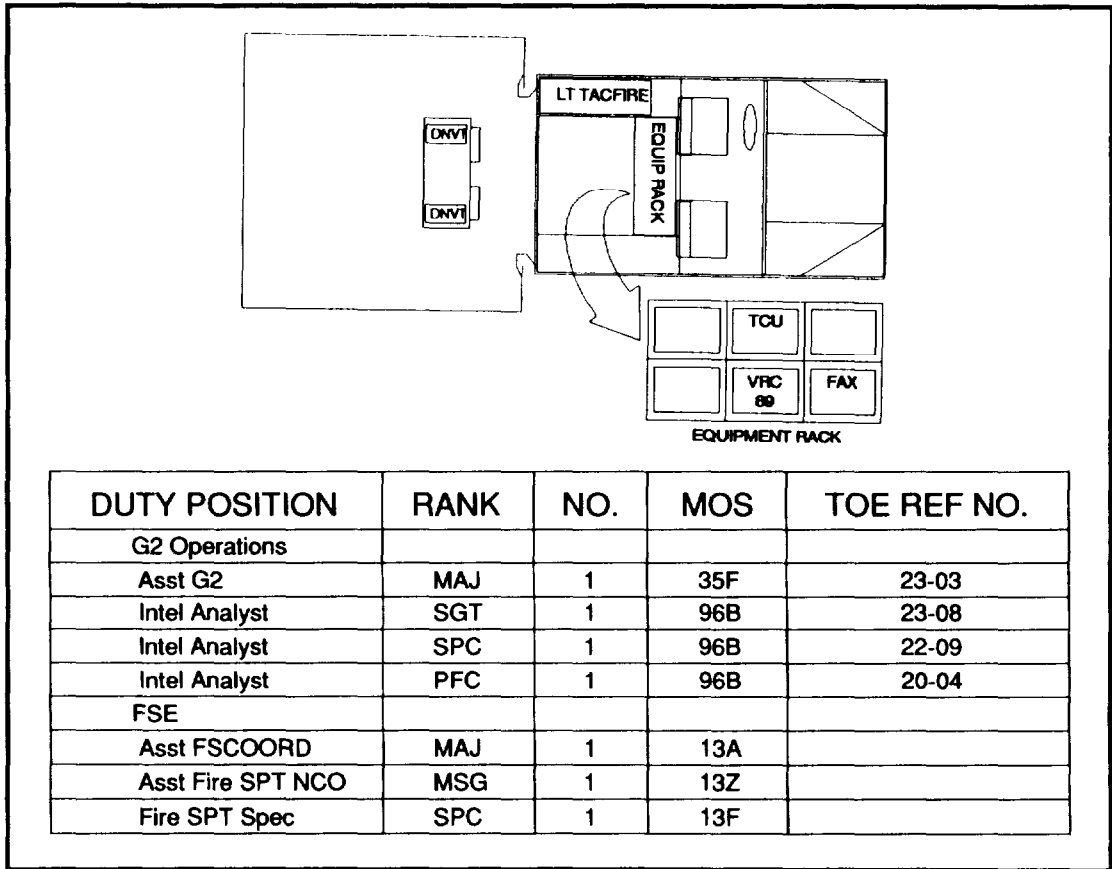 LT TACFIRE
DNVT
EQUIP RACK
DNVT
TCU
VRC
89
FAX
EQUIPMENT RACK
DUTY POSITION RANK NO. MOS TOE REF NO.
G2 Operations
Asst G2 MAJ 1 35F 23-03
Intel Analyst SGT 1 96B 23-08
Intel Analyst SPC 1 96B 22-09
Intel Analyst PFC 1 96B 20-04
FSE
Asst FSCOORD MAJ 1 13A
Asst Fire SPT NCO MSG 1 13Z
Fire SPT Spec SPC 1 13F